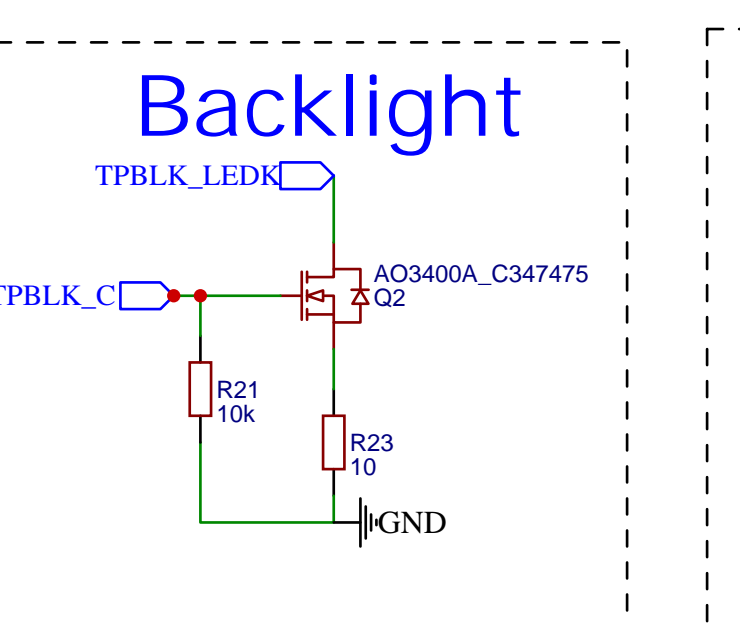 Backlight
TPBLK_LEDK
AO3400A_C347475
Q2
TPBLK_C
R21
10k
R23
10
GND